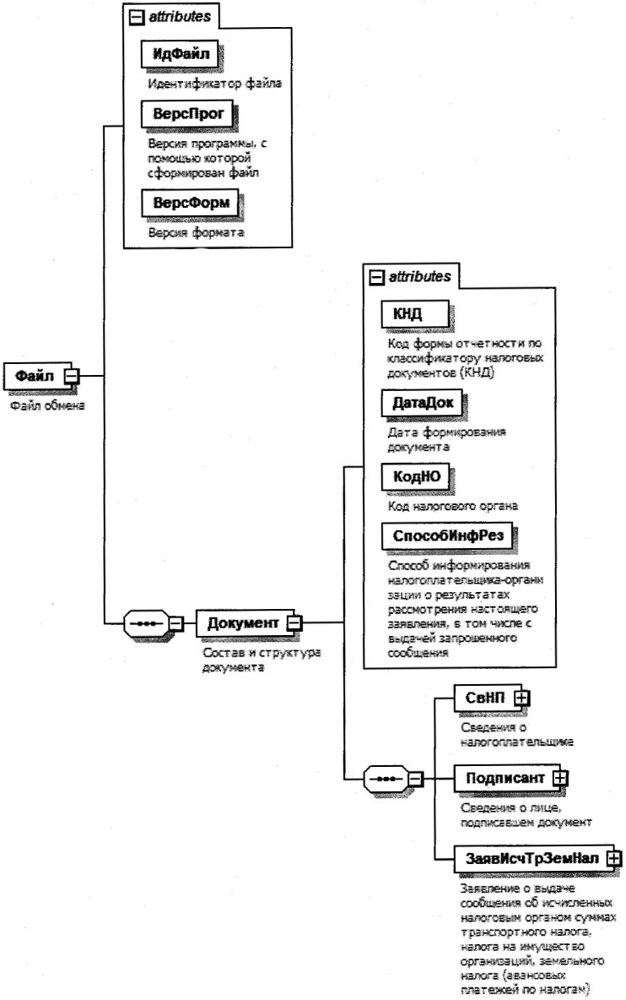 attributes
ИдФайл
Идентификатор файла
ВерсПрог
Версия программы, с
помощью которой
сформирован файл
ВерсФорм
Версия формата
Файл
Файл обмена
attributes
КНД
Код формы отчетности по
классификатору налоговых
документов (КНД)
ДатаДок
Дата формирования
документа
КодНО
Код налогового органа
СпособИнфРез
Способ информирования
налогоплательщика-органи
зации о результатах
рассмотрения настоящего
заявления, в том числе с
выдачей запрошенного
сообщения
Документ
Состав и структура
документа
СвНП
Сведения о
налогоплательщике
Подписант
Сведения о лице,
подписавшем документ
ЗаявИсчТрЗемНал
Заявление о выдаче
сообщения об исчисленных
налоговым органом суммах
транспортного налога,
налога на имущество
организаций, земельного
налога (авансовых
платежей по налогам)